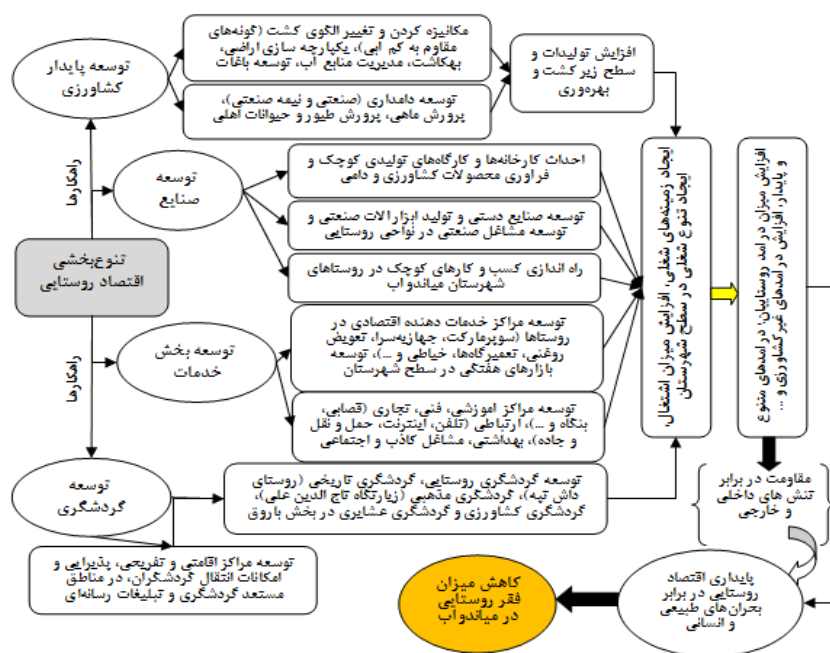 توسعه پایدار
کشاورزی
مکانیزه کردن و تغییر الگوی کشت (گونه‌های
مقاوم به کم آبی)، یکپارچه سازی اراضی،
بهکاشت، مدیریت منابع آب، توسعه باغات
توسعه دامداری (صنعتی و نیمه صنعتی)،
پرورش ماهی، پرورش طیور و حیوانات اهلی
افزایش تولیدات و
سطح زیر کشت و
بهره‌وری
راهکارها
توسعه
صنایع
احداث کارخانه‌ها و کارگاه‌های تولیدی کوچک و
فراوری محصولات کشاورزی و دامی
توسعه صنایع دستی و تولید ابزارآلات صنعتی و
توسعه مشاغل صنعتی در نواحی روستایی
راه اندازی کسب و کارهای کوچک در روستاهای
شهرستان میاندوآب
تنوع‌بخشی
اقتصاد روستایی
راهکارها
توسعه بخش
خدمات
توسعه مراکز خدمات دهنده اقتصادی در
روستاها (سوپرمارکت، جهازیه‌سرا، تعویض
روغنی، تعمیرگاه‌ها، خیاطی و ...)، توسعه
بازارهای هفتگی در سطح شهرستان
توسعه مراکز آموزشی، فنی، تجاری (قصابی،
بنگاه و ...)، ارتباطی (تلفن، اینترنت، حمل و نقل
و جاده)، بهداشتی، مشاغل کاذب و اجتماعی
توسعه
گردشگری
توسعه گردشگری روستایی، گردشگری تاریخی (روستای
داش تپه)، گردشگری مذهبی (زیارتگاه تاج الدین علی)،
گردشگری کشاورزی و گردشگری عشایری در بخش باروق
توسعه مراکز اقامتی و تفریحی، پذیرایی و
امکانات انتقال گردشگران، در مناطق
مستعد گردشگری و تبلیغات رسانه‌ای
ایجاد زمینه‌های شغلی، افزایش میزان اشتغال،
ایجاد تنوع شغلی در سطح شهرستان
افزایش میزان درآمد روستاییان؛ درآمدهای متنوع
و پایدار، افزایش درآمدهای غیرکشاورزی و ...
مقاومت در برابر
تنش های داخلی
و خارجی
پایداری اقتصاد
روستایی در برابر
بحران‌های طبیعی
و انسانی
کاهش میزان
فقر روستایی
در میاندوآب